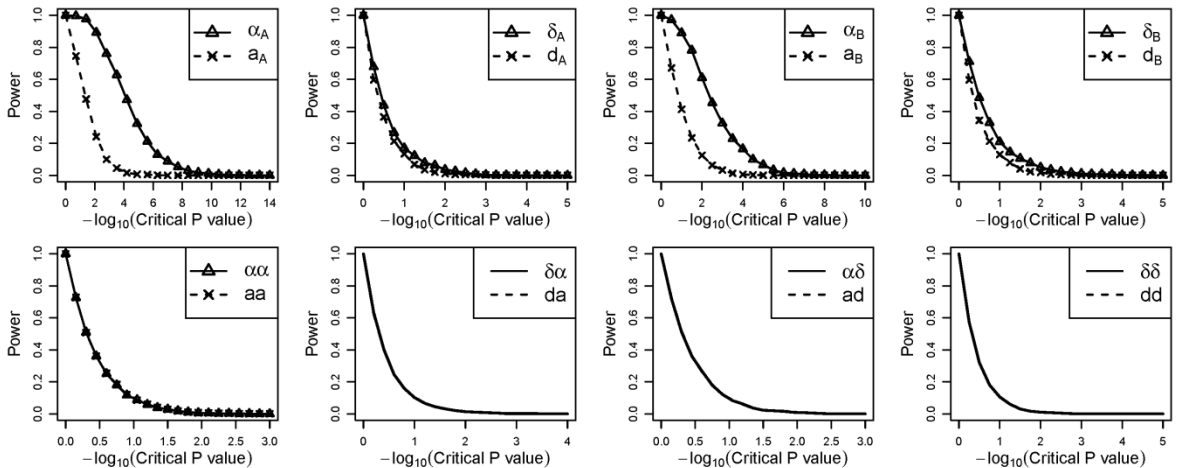 Power
1.0
0.8
0.6
0.4
0.2
0.0
α_A
a_A
0 2 4 6 8 10 12 14
−log10(Critical P value)
Power
1.0
0.8
0.6
0.4
0.2
0.0
δ_A
d_A
0 1 2 3 4 5
−log10(Critical P value)
Power
1.0
0.8
0.6
0.4
0.2
0.0
α_B
a_B
0 2 4 6 8 10
−log10(Critical P value)
Power
1.0
0.8
0.6
0.4
0.2
0.0
δ_B
d_B
0 1 2 3 4 5
−log10(Critical P value)
Power
1.0
0.8
0.6
0.4
0.2
0.0
αα
aa
0.0 0.5 1.0 1.5 2.0 2.5 3.0
−log10(Critical P value)
Power
1.0
0.8
0.6
0.4
0.2
0.0
δα
da
0 1 2 3 4
−log10(Critical P value)
Power
1.0
0.8
0.6
0.4
0.2
0.0
αδ
ad
0.0 0.5 1.0 1.5 2.0 2.5 3.0
−log10(Critical P value)
Power
1.0
0.8
0.6
0.4
0.2
0.0
δδ
dd
0 1 2 3 4 5
−log10(Critical P value)